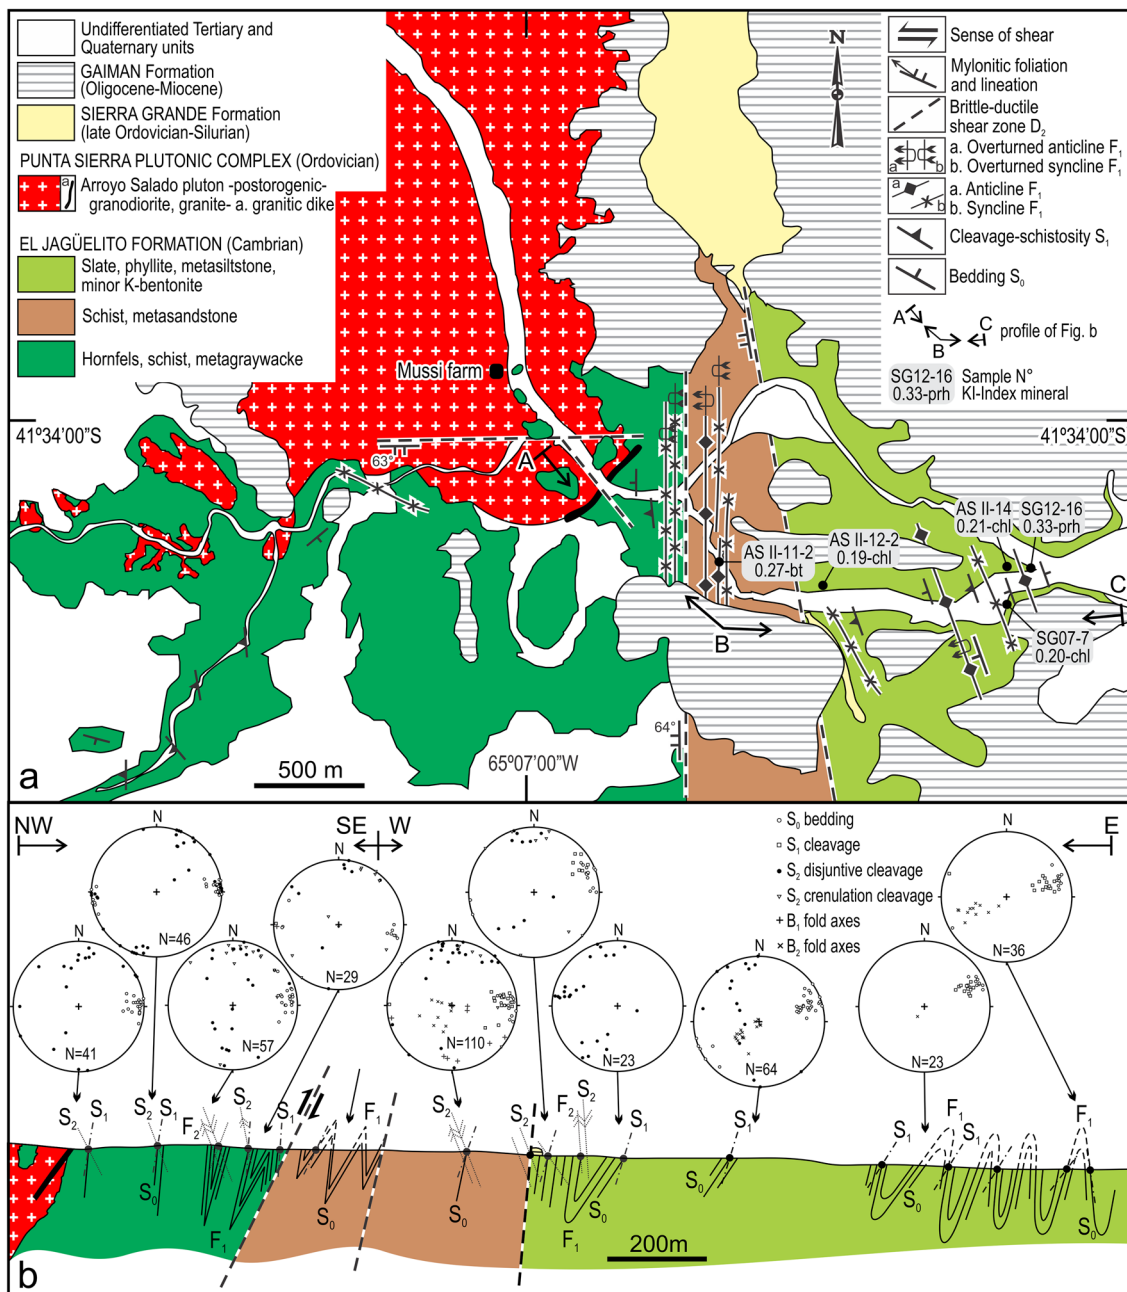 Undifferentiated Tertiary and
Quaternary units
GAIMAN Formation
(Oligocene-Miocene)
SIERRA GRANDE Formation
(late Ordovician-Silurian)
PUNTA SIERRA PLUTONIC COMPLEX (Ordovician)
a
Arroyo Salado pluton -postorogenic-
granodiorite, granite- a. granitic dike
EL JAGÜELITO FORMATION (Cambrian)
Slate, phyllite, metasiltstone,
minor K-bentonite
Schist, metasandstone
Hornfels, schist, metagraywacke
N
Sense of shear
Mylonitic foliation
and lineation
Brittle-ductile
shear zone D2
a b
a. Overturned anticline F1
b. Overturned syncline F1
a b
a. Anticline F1
b. Syncline F1
Cleavage-schistosity S1
Bedding S0
A B C profile of Fig. b
SG12-16
0.33-prh
Sample N°
KI-Index mineral
Mussi farm
41º34'00"S
41º34'00"S
63°
A
AS II-14
0.21-chl
SG12-16
0.33-prh
AS II-11-2
0.27-bt
AS II-12-2
0.19-chl
C
B
SG07-7
0.20-chl
64°
65º07'00"W
500 m
a
NW
SE
W
E
N
N=46
N
N=41
N
N=57
N
N=29
N
N=110
N
N
N=23
N
N=64
N
N=23
N
N=36
S0 bedding
S1 cleavage
S2 disjuntive cleavage
S2 crenulation cleavage
B1 fold axes
B2 fold axes
S2
S1
S2
S1
F2
S2
S1
F1
S2
S2
F2
S2
S1
S1
S1
F1
S1
F1
S0
F1
S0
S0
F1
S0
S0
S0
S0
200m
b